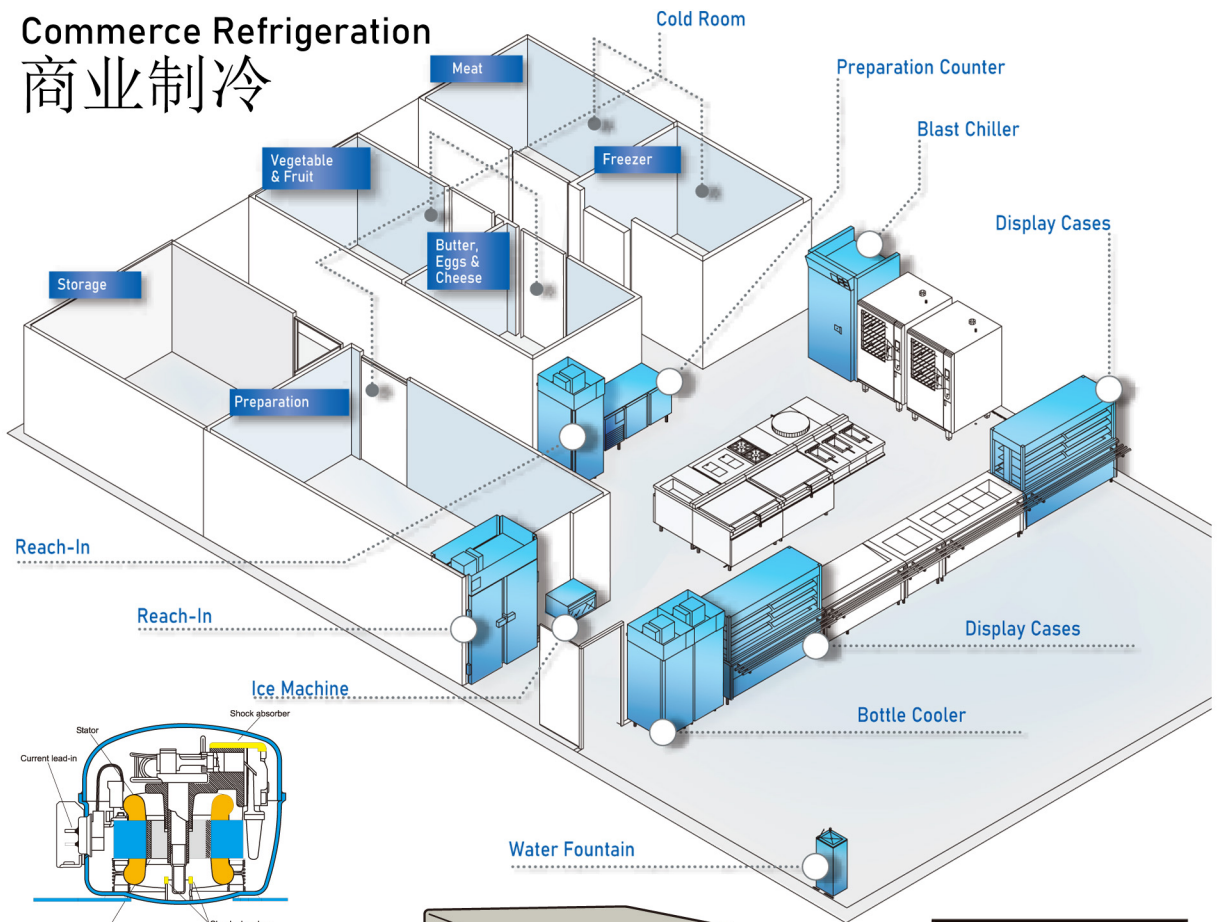 Commerce Refrigeration
商业制冷
Cold Room
Preparation Counter
Blast Chiller
Display Cases
Meat
Freezer
Vegetable
& Fruit
Butter,
Eggs &
Cheese
Storage
Preparation
Reach-In
Reach-In
Ice Machine
Display Cases
Bottle Cooler
Water Fountain
Shock absorber
Stator
Current lead-in